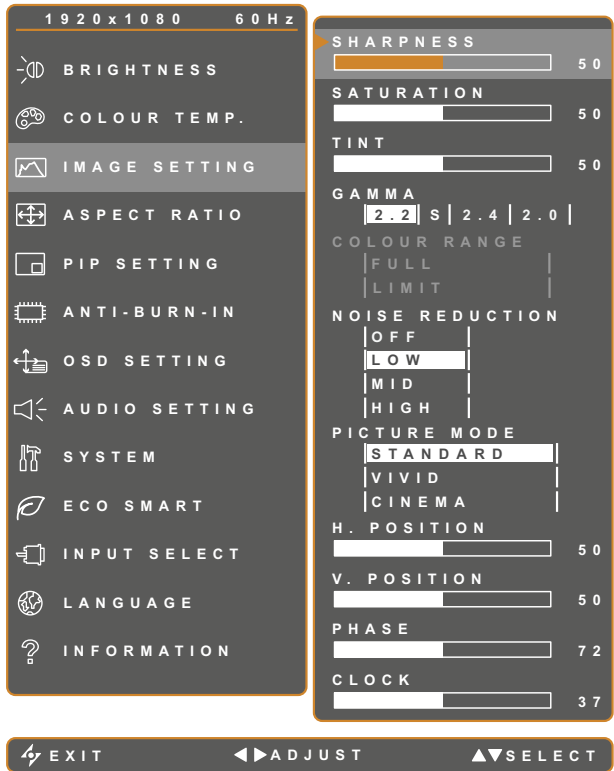 1920x1080 60Hz
BRIGHTNESS
COLOUR TEMP.
IMAGE SETTING
ASPECT RATIO
PIP SETTING
ANTI-BURN-IN
OSD SETTING
AUDIO SETTING
SYSTEM
ECO SMART
INPUT SELECT
LANGUAGE
INFORMATION
SHARPNESS
50
SATURATION
50
TINT
50
GAMMA
2.2 S 2.4 2.0
COLOUR RANGE
FULL
LIMIT
NOISE REDUCTION
OFF
LOW
MID
HIGH
PICTURE MODE
STANDARD
VIVID
CINEMA
H. POSITION
50
V. POSITION
50
PHASE
72
CLOCK
37
EXIT ADJUST SELECT